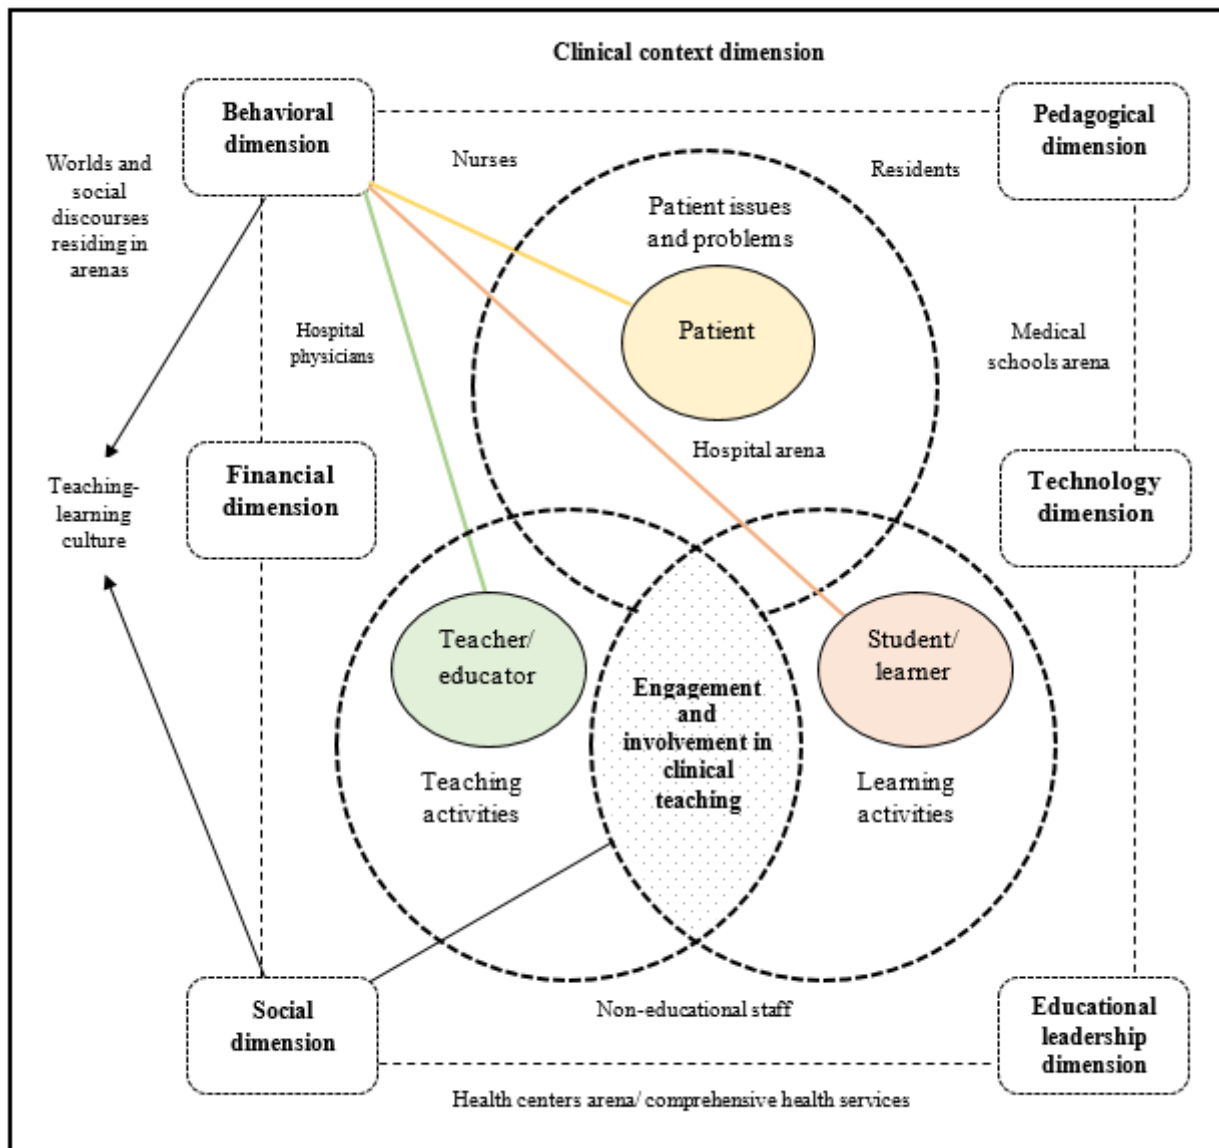 Clinical context dimension
Behavioral
dimension
Pedagogical
dimension
Worlds and
social
discourses
residing in
arenas
Nurses
Residents
Patient issues
and problems
Patient
Hospital
physicians
Medical
schools arena
Hospital arena
Financial
dimension
Technology
dimension
Teaching-
learning
culture
Teacher/
educator
Student/
learner
Engagement
and
involvement in
clinical
teaching
Teaching
activities
Learning
activities
Social
dimension
Non-educational staff
Educational
leadership
dimension
Health centers arena/ comprehensive health services